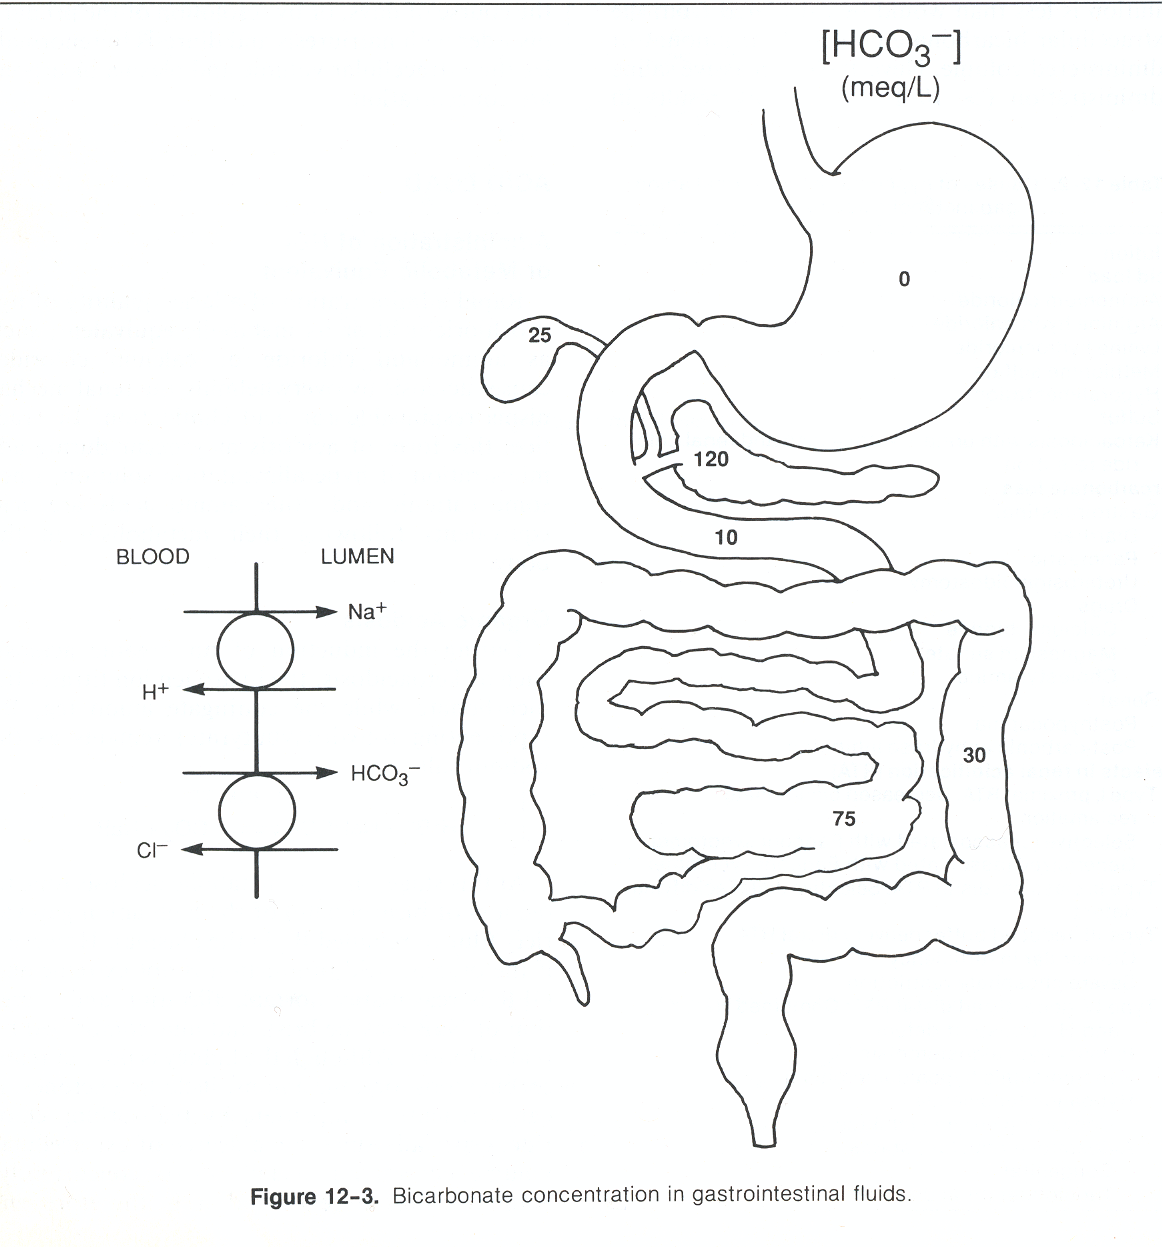 [HCO₃⁻]
(meq/L)
0
25
120
10
BLOOD LUMEN
Na⁺
H⁺
HCO₃⁻
Cl⁻
30
75
Figure 12-3. Bicarbonate concentration in gastrointestinal fluids.